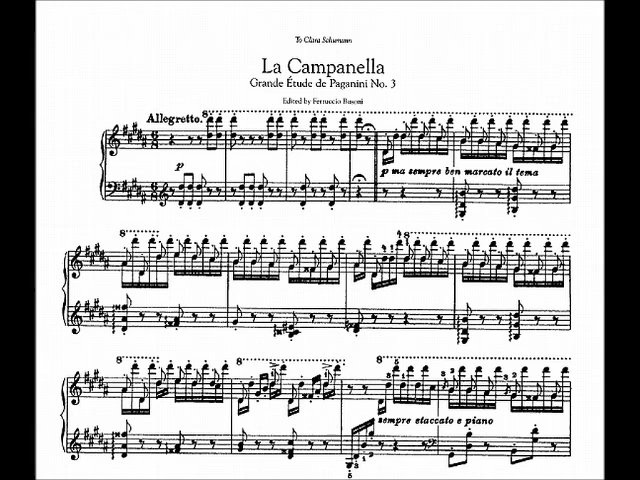 To Clara Schumann
La Campanella
Grande Étude de Paganini No. 3
Edited by Ferruccio Busoni
Allegretto.
p
p ma sempre ben marcato il tema
sempre staccato e piano